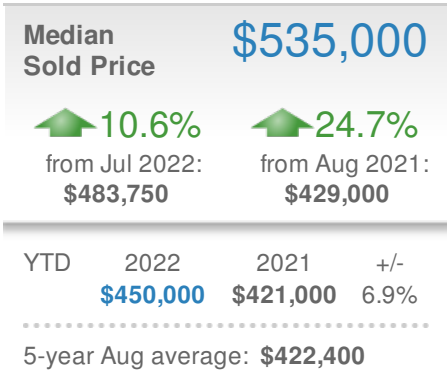 Median
Sold Price
$535,000
10.6%
from Jul 2022:
$483,750
24.7%
from Aug 2021:
$429,000
YTD 2022 2021 +/-
$450,000 $421,000 6.9%
5-year Aug average: $422,400